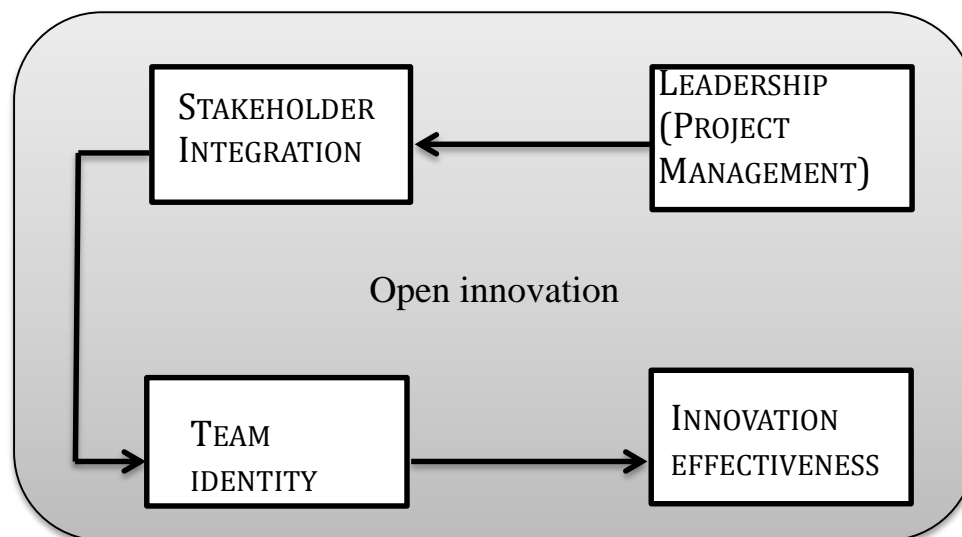 STAKEHOLDER
INTEGRATION
LEADERSHIP
(PROJECT
MANAGEMENT)
Open innovation
TEAM
IDENTITY
INNOVATION
EFFECTIVENESS